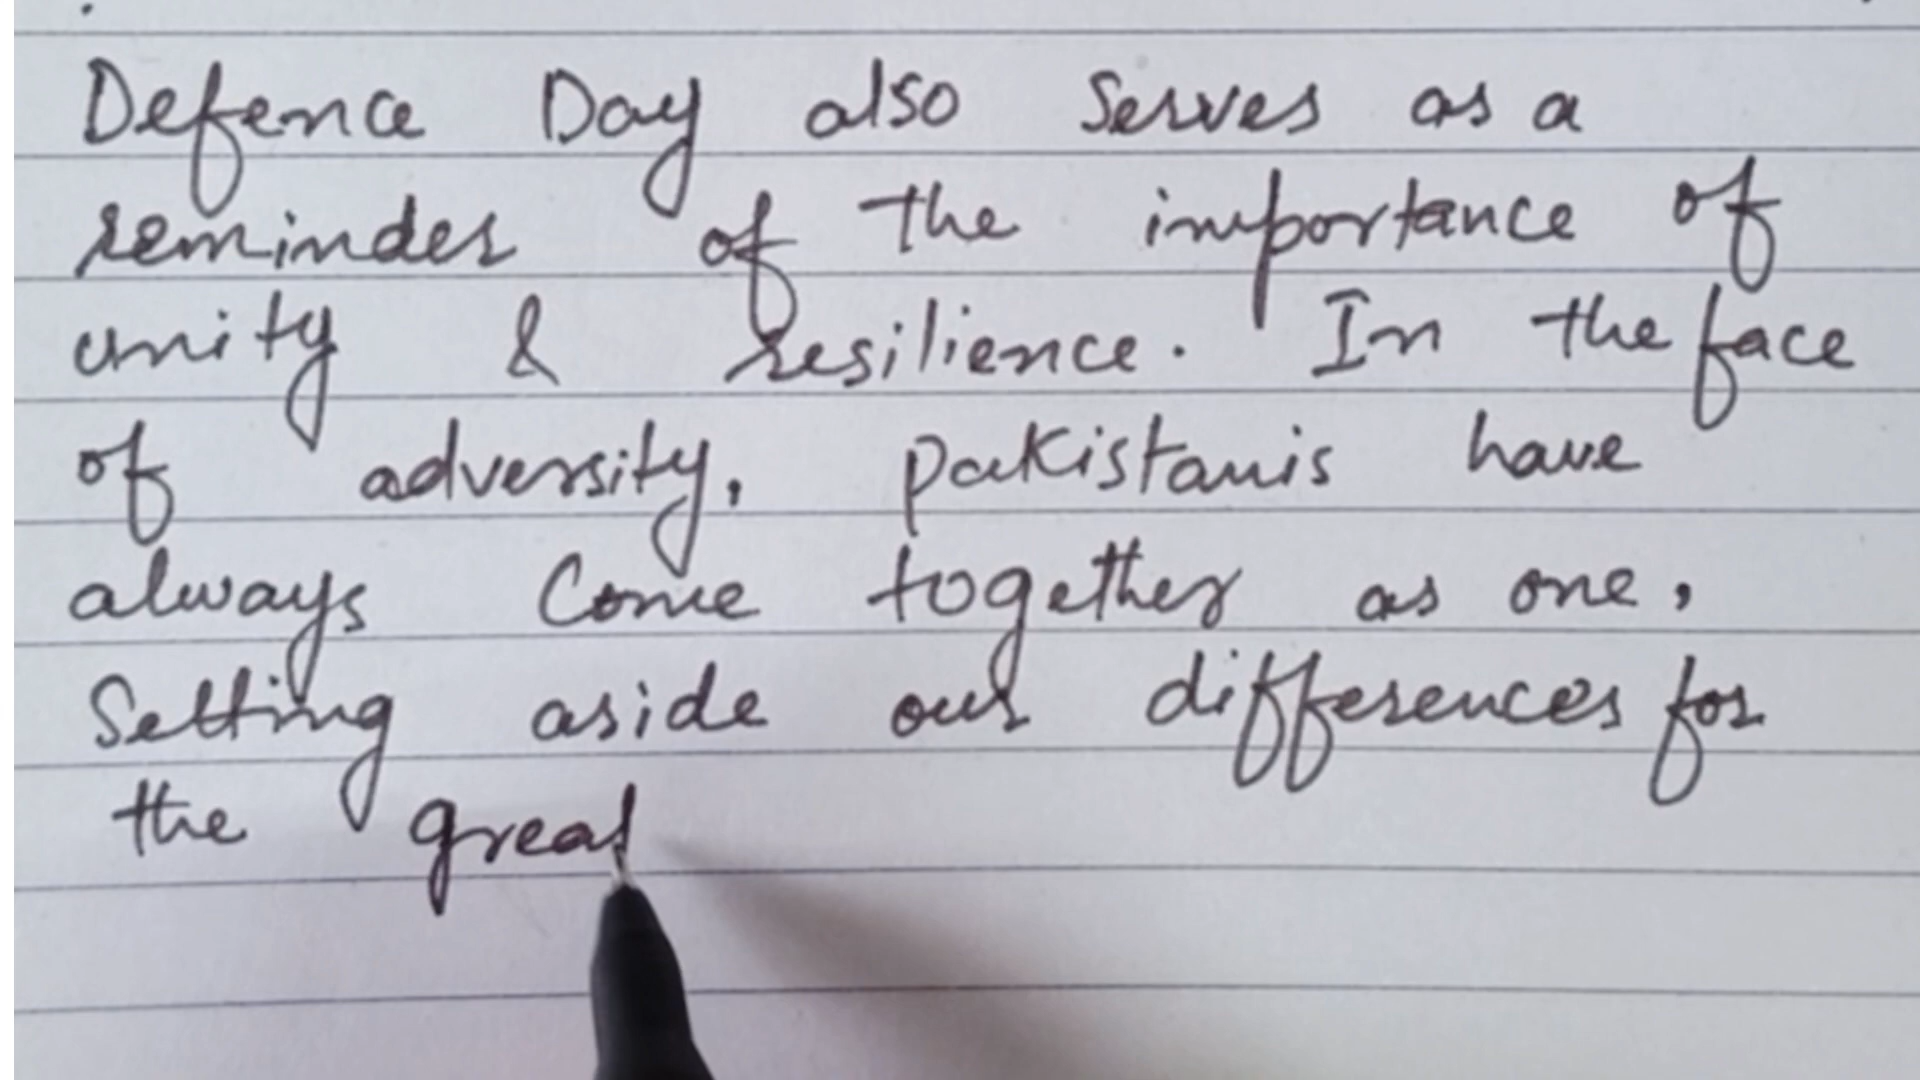 Defence Day also serves as a
reminder of the importance of
unity & resilience. In the face
of adversity, pakistanis have
always Come together as one,
Setting aside our differences for
the great